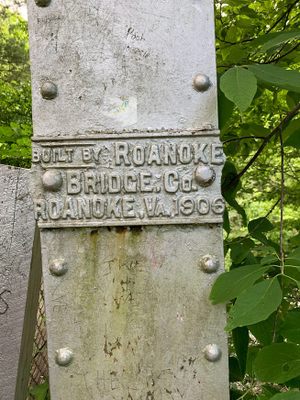 BUILT BY ROANOKE
BRIDGE. CO.
ROANOKE, VA. 1906